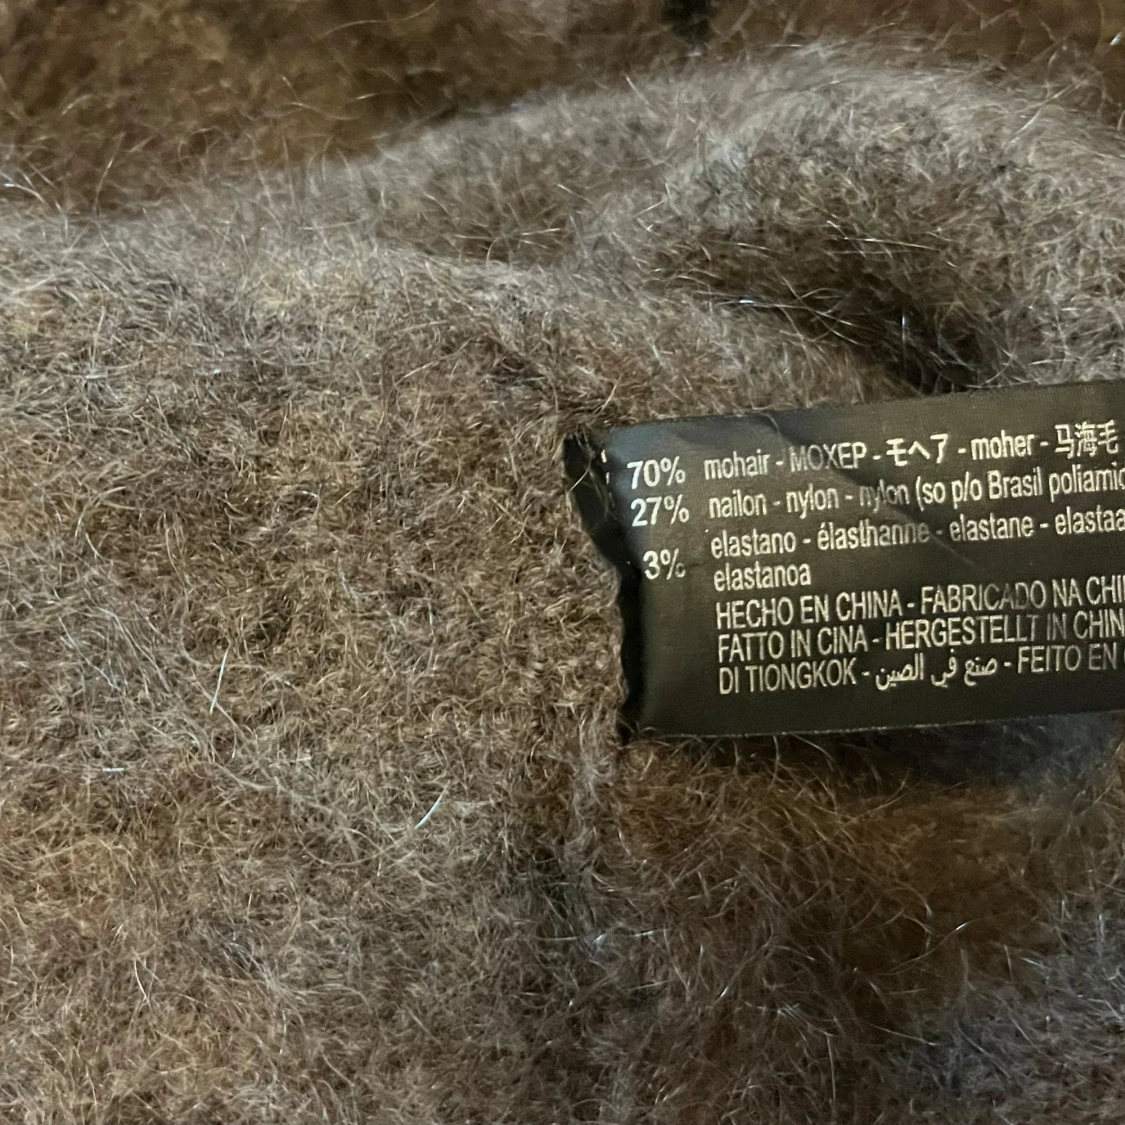 70% mohair - МОХЕР - モヘア - moher - 马海毛
27% nailon - nylon - nylon (so p/o Brasil poliamid
elastano - élasthanne - elastane - elastaa
3%
elastanoa
HECHO EN CHINA - FABRICADO NA CHI
FATTO IN CINA - HERGESTELLT IN CHIN
DI TIONGKOK - صنع في الصين - FEITO EN